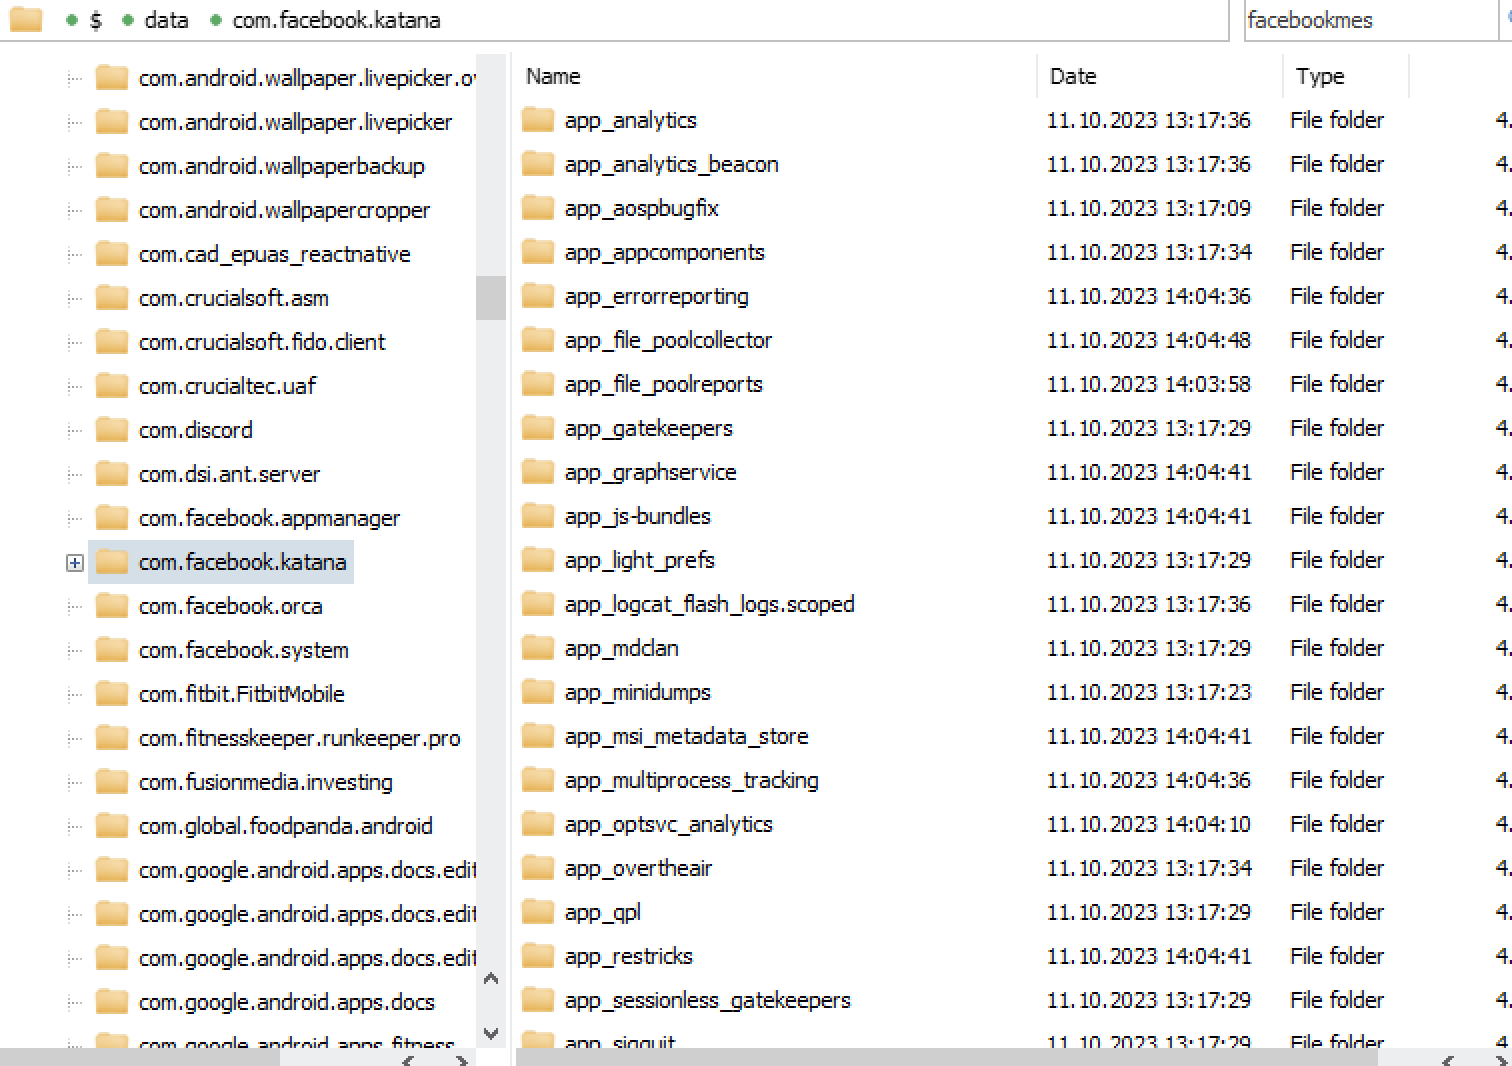 $ data com.facebook.katana facebookmes
com.android.wallpaper.livepicker.o
com.android.wallpaper.livepicker
com.android.wallpaperbackup
com.android.wallpapercropper
com.cad_epuas_reactnative
com.crucialsoft.asm
com.crucialsoft.fido.client
com.crucialtec.uaf
com.discord
com.dsi.ant.server
com.facebook.appmanager
com.facebook.katana
com.facebook.orca
com.facebook.system
com.fitbit.FitbitMobile
com.fitnesskeeper.runkeeper.pro
com.fusionmedia.investing
com.global.foodpanda.android
com.google.android.apps.docs.edit
com.google.android.apps.docs.edit
com.google.android.apps.docs.edit
com.google.android.apps.docs
com.google.android.apps.fitness
Name Date Type
app_analytics 11.10.2023 13:17:36 File folder 4.
app_analytics_beacon 11.10.2023 13:17:36 File folder 4.
app_aospbugfix 11.10.2023 13:17:09 File folder 4.
app_appcomponents 11.10.2023 13:17:34 File folder 4.
app_errorreporting 11.10.2023 14:04:36 File folder 4.
app_file_poolcollector 11.10.2023 14:04:48 File folder 4.
app_file_poolreports 11.10.2023 14:03:58 File folder 4.
app_gatekeepers 11.10.2023 13:17:29 File folder 4.
app_graphservice 11.10.2023 14:04:41 File folder 4.
app_js-bundles 11.10.2023 14:04:41 File folder 4.
app_light_prefs 11.10.2023 13:17:29 File folder 4.
app_logcat_flash_logs.scoped 11.10.2023 13:17:36 File folder 4.
app_mdclan 11.10.2023 13:17:29 File folder 4.
app_minidumps 11.10.2023 13:17:23 File folder 4.
app_msi_metadata_store 11.10.2023 14:04:41 File folder 4.
app_multiprocess_tracking 11.10.2023 14:04:36 File folder 4.
app_optsvc_analytics 11.10.2023 14:04:10 File folder 4.
app_overtheair 11.10.2023 13:17:34 File folder 4.
app_qpl 11.10.2023 13:17:29 File folder 4.
app_restricks 11.10.2023 14:04:41 File folder 4.
app_sessionless_gatekeepers 11.10.2023 13:17:29 File folder 4.
app_sigquit 11.10.2023 13:17:29 File folder 4.